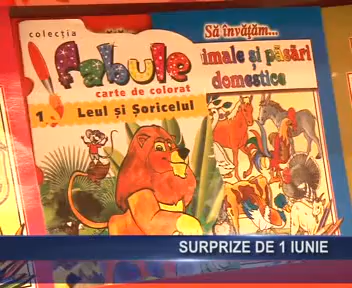 colecția
fabule
carte de colorat
1 Leul și Șoricelul
Să învățăm...
imale și păsări
domestice
SURPRIZE DE 1 IUNIE